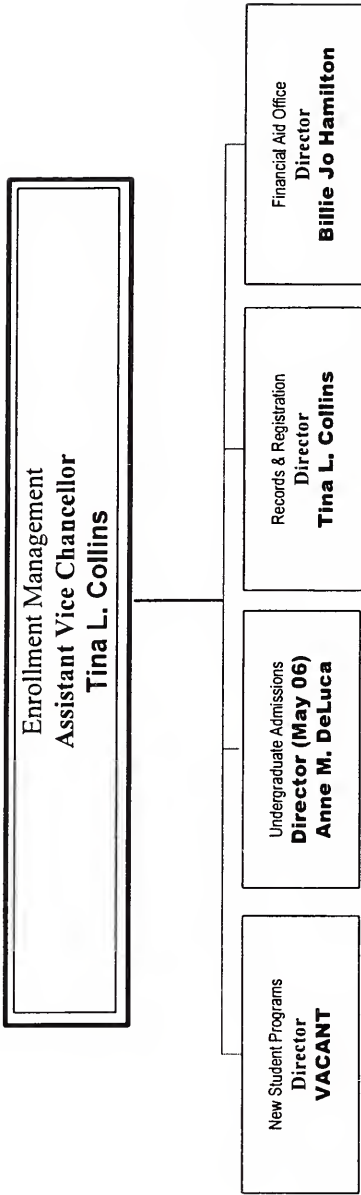 Enrollment Management
Assistant Vice Chancellor
Tina L. Collins
New Student Programs
Director
VACANT
Undergraduate Admissions
Director (May 06)
Anne M. DeLuca
Records & Registration
Director
Tina L. Collins
Financial Aid Office
Director
Billie Jo Hamilton